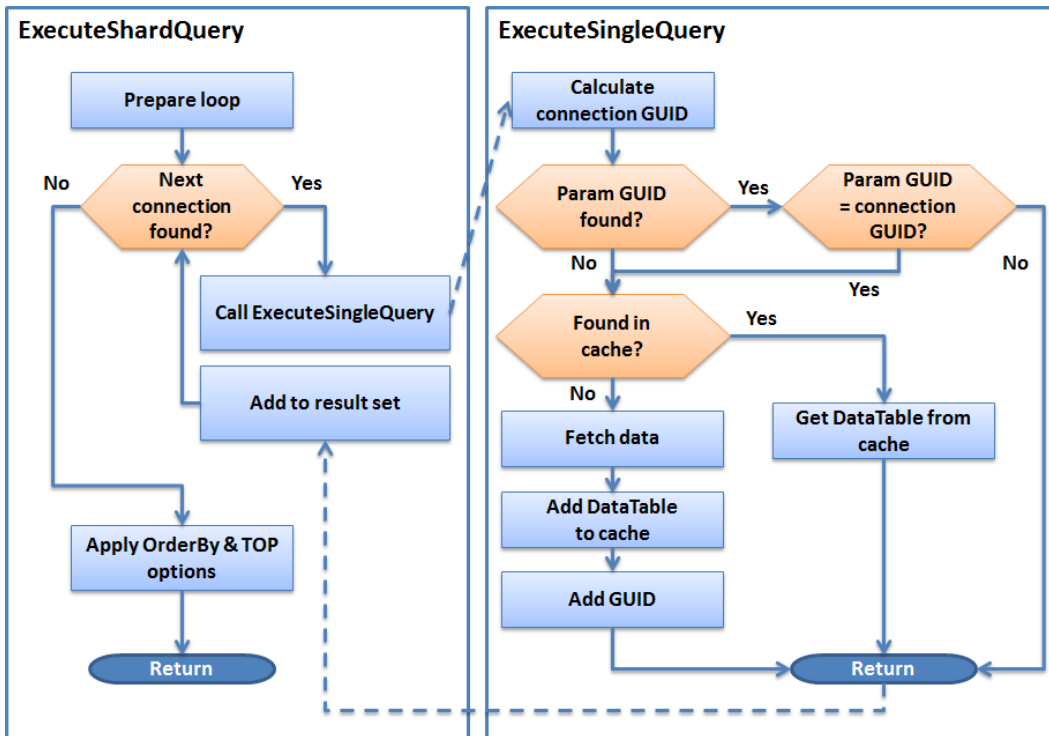 ExecuteShardQuery
Prepare loop
No
Next
connection
found?
Yes
Call ExecuteSingleQuery
Add to result set
Apply OrderBy & TOP
options
Return
ExecuteSingleQuery
Calculate
connection GUID
Param GUID
found?
Yes
Param GUID
= connection
GUID?
No
No
Yes
Found in
cache?
Yes
No
Fetch data
Get DataTable from
cache
Add DataTable
to cache
Add GUID
Return